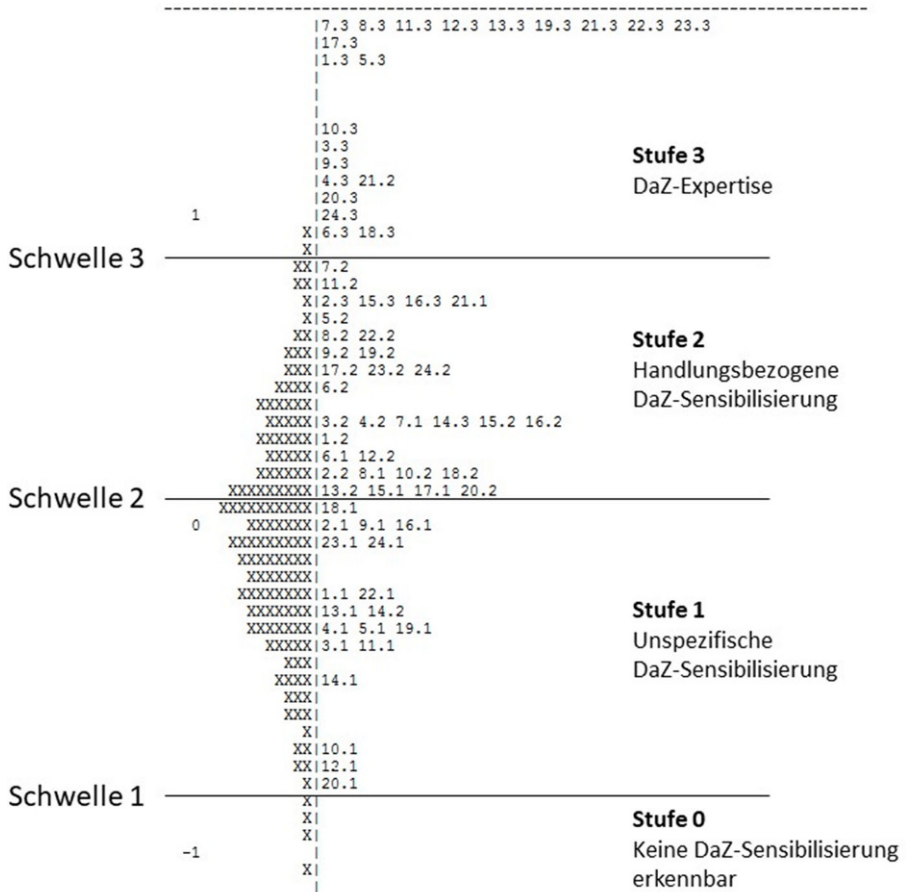 --------------------------------------------------------------------------------
|7.3 8.3 11.3 12.3 13.3 19.3 21.3 22.3 23.3
|17.3
|1.3 5.3
|
|
|
|10.3
|3.3
|9.3
Stufe 3
|4.3 21.2
DaZ-Expertise
|20.3
1 |24.3
X|6.3 18.3
X|
Schwelle 3
XX|7.2
XX|11.2
X|2.3 15.3 16.3 21.1
X|5.2
XX|8.2 22.2
Stufe 2
XXX|9.2 19.2
XXX|17.2 23.2 24.2
Handlungsbezogene
XXXX|6.2
DaZ-Sensibilisierung
XXXXXX|
XXXXX|3.2 4.2 7.1 14.3 15.2 16.2
XXXXXX|1.2
XXXXX|6.1 12.2
XXXXXX|2.2 8.1 10.2 18.2
XXXXXXXXX|13.2 15.1 17.1 20.2
Schwelle 2
XXXXXXXXXX|18.1
0 XXXXXXX|2.1 9.1 16.1
XXXXXXXXX|23.1 24.1
XXXXXXXX|
XXXXXXX|
XXXXXXXX|1.1 22.1
XXXXXXX|13.1 14.2
Stufe 1
XXXXXXX|4.1 5.1 19.1
Unspezifische
XXXXX|3.1 11.1
XXX|
DaZ-Sensibilisierung
XXXX|14.1
XXX|
XXX|
X|
XX|10.1
XX|12.1
X|20.1
Schwelle 1
X|
X|
Stufe 0
X|
-1 |
Keine DaZ-Sensibilisierung
X|
erkennbar
|